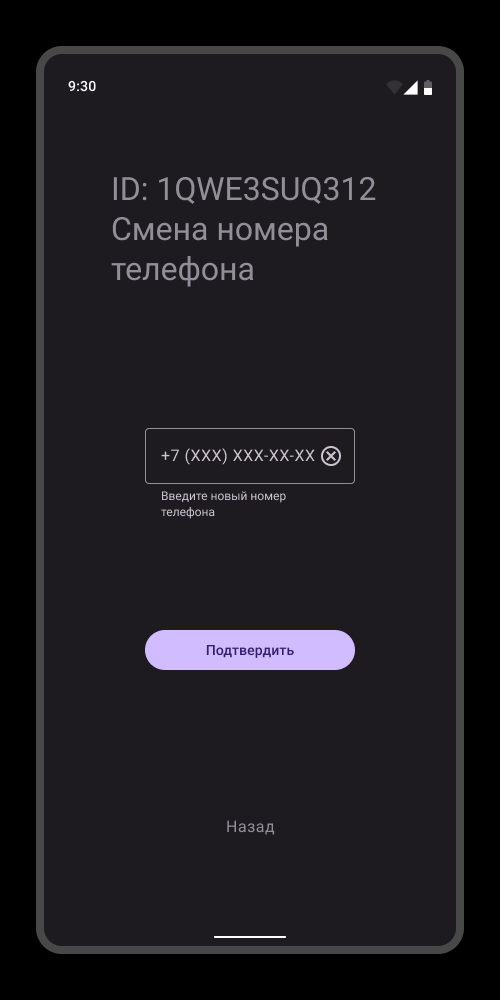 9:30
ID: 1QWE3SUQ312
Смена номера
телефона
+7 (XXX) XXX-XX-XX
Введите новый номер
телефона
Подтвердить
Назад